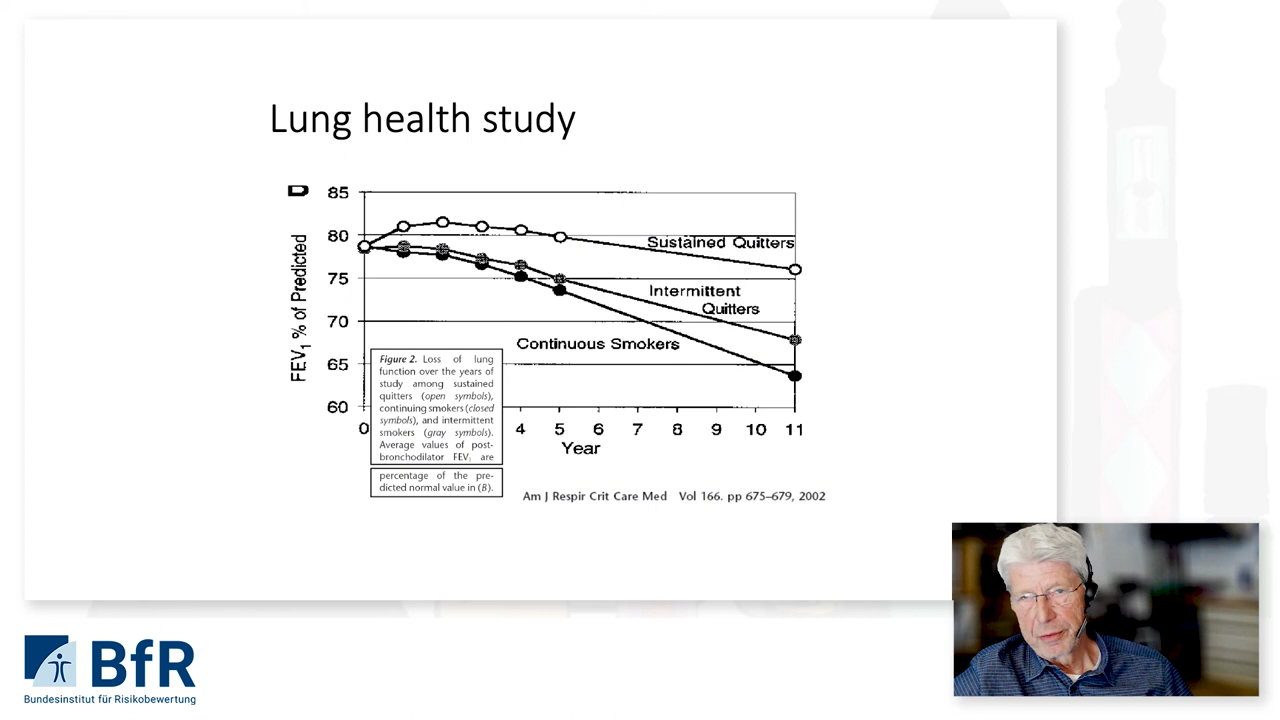 Lung health study
B
85
80
75
70
65
60
FEV1 % of Predicted
Sustained Quitters
Intermittent
Quitters
Continuous Smokers
Figure 2. Loss of lung
function over the years of
study among sustained
quitters (open symbols),
continuing smokers (closed
symbols), and intermittent
smokers (gray symbols).
Average values of post-
bronchodilator FEV1 are
percentage of the pre-
dicted normal value in (B).
0 4 5 6 7 8 9 10 11
Year
Am J Respir Crit Care Med Vol 166. pp 675–679, 2002
BfR
Bundesinstitut für Risikobewertung